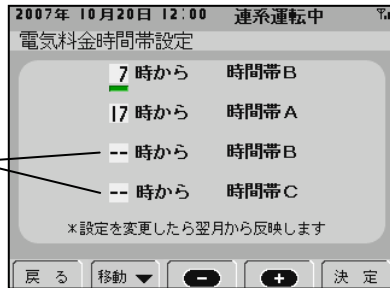 2007年 10月20日 12:00 連系運転中
電気料金時間帯設定
7 時から 時間帯B
17 時から 時間帯A
-- 時から 時間帯B
-- 時から 時間帯C
*設定を変更したら翌月から反映します
戻る 移動 ▼ - + 決定